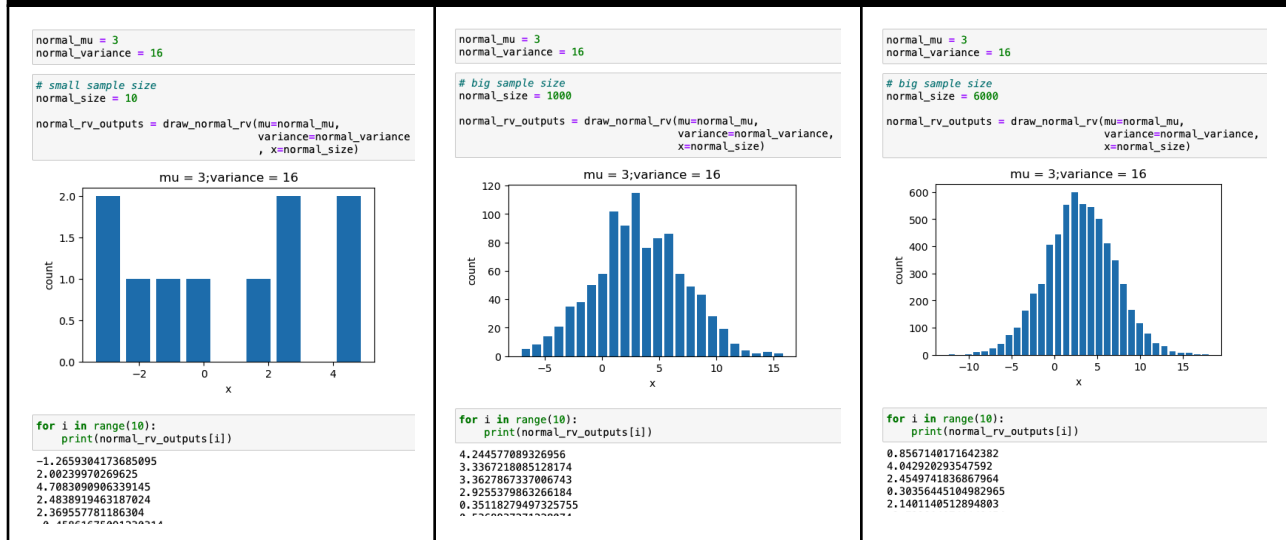 normal_mu = 3
normal_variance = 16
# small sample size
normal_size = 10
normal_rv_outputs = draw_normal_rv(mu=normal_mu,
variance=normal_variance
, x=normal_size)
mu = 3;variance = 16
2.0
1.5
1.0
0.5
0.0
count
−2 0 2 4
x
for i in range(10):
print(normal_rv_outputs[i])
-1.2659304173685095
2.00239970269625
4.7083090906339145
2.4838919463187024
2.369557781186304
normal_mu = 3
normal_variance = 16
# big sample size
normal_size = 1000
normal_rv_outputs = draw_normal_rv(mu=normal_mu,
variance=normal_variance,
x=normal_size)
mu = 3;variance = 16
120
100
80
60
40
20
0
count
−5 0 5 10 15
x
for i in range(10):
print(normal_rv_outputs[i])
4.244577089326956
3.3367218085128174
3.3627867337006743
2.9255379863266184
0.35118279497325755
normal_mu = 3
normal_variance = 16
# big sample size
normal_size = 6000
normal_rv_outputs = draw_normal_rv(mu=normal_mu,
variance=normal_variance,
x=normal_size)
mu = 3;variance = 16
600
500
400
300
200
100
0
count
−10 −5 0 5 10 15
x
for i in range(10):
print(normal_rv_outputs[i])
0.8567140171642382
4.042920293547592
2.4549741836867964
0.30356445104982965
2.1401140512894803